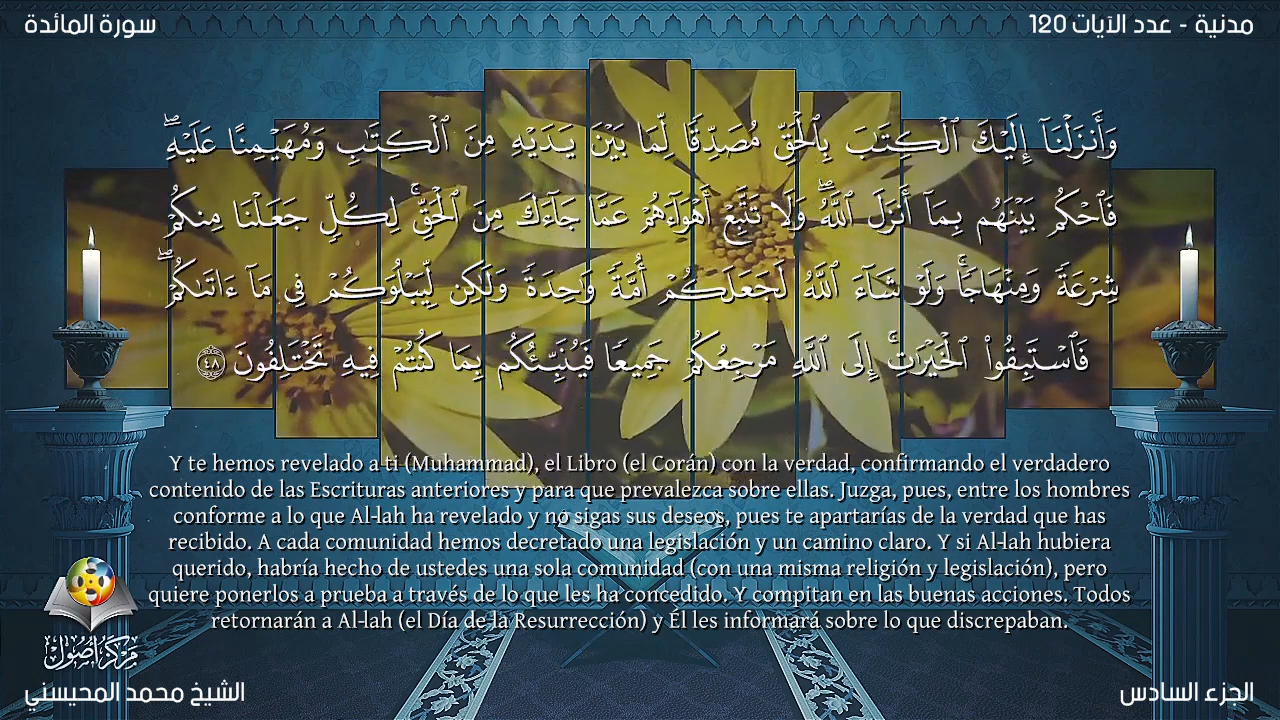 سورة المائدة
مدنية - عدد الآيات 120
وَأَنزَلْنَآ إِلَيْكَ ٱلْكِتَٰبَ بِٱلْحَقِّ مُصَدِّقًا لِّمَا بَيْنَ يَدَيْهِ مِنَ ٱلْكِتَٰبِ وَمُهَيْمِنًا عَلَيْهِ ۖ
فَٱحْكُم بَيْنَهُم بِمَآ أَنزَلَ ٱللَّهُ ۖ وَلَا تَتَّبِعْ أَهْوَآءَهُمْ عَمَّا جَآءَكَ مِنَ ٱلْحَقِّ ۚ لِكُلٍّ جَعَلْنَا مِنكُمْ
شِرْعَةً وَمِنْهَاجًا ۚ وَلَوْ شَآءَ ٱللَّهُ لَجَعَلَكُمْ أُمَّةً وَٰحِدَةً وَلَٰكِن لِّيَبْلُوَكُمْ فِى مَآ ءَاتَىٰكُمْ ۖ
فَٱسْتَبِقُوا۟ ٱلْخَيْرَٰتِ ۚ إِلَى ٱللَّهِ مَرْجِعُكُمْ جَمِيعًا فَيُنَبِّئُكُم بِمَا كُنتُمْ فِيهِ تَخْتَلِفُونَ ٤٨
Y te hemos revelado a ti (Muhammad), el Libro (el Corán) con la verdad, confirmando el verdadero
contenido de las Escrituras anteriores y para que prevalezca sobre ellas. Juzga, pues, entre los hombres
conforme a lo que Al-lah ha revelado y no sigas sus deseos, pues te apartarías de la verdad que has
recibido. A cada comunidad hemos decretado una legislación y un camino claro. Y si Al-lah hubiera
querido, habría hecho de ustedes una sola comunidad (con una misma religión y legislación), pero
quiere ponerlos a prueba a través de lo que les ha concedido. Y compitan en las buenas acciones. Todos
retornarán a Al-lah (el Día de la Resurrección) y Él les informará sobre lo que discrepaban.
مركز أصول
الشيخ محمد المحيسني
الجزء السادس